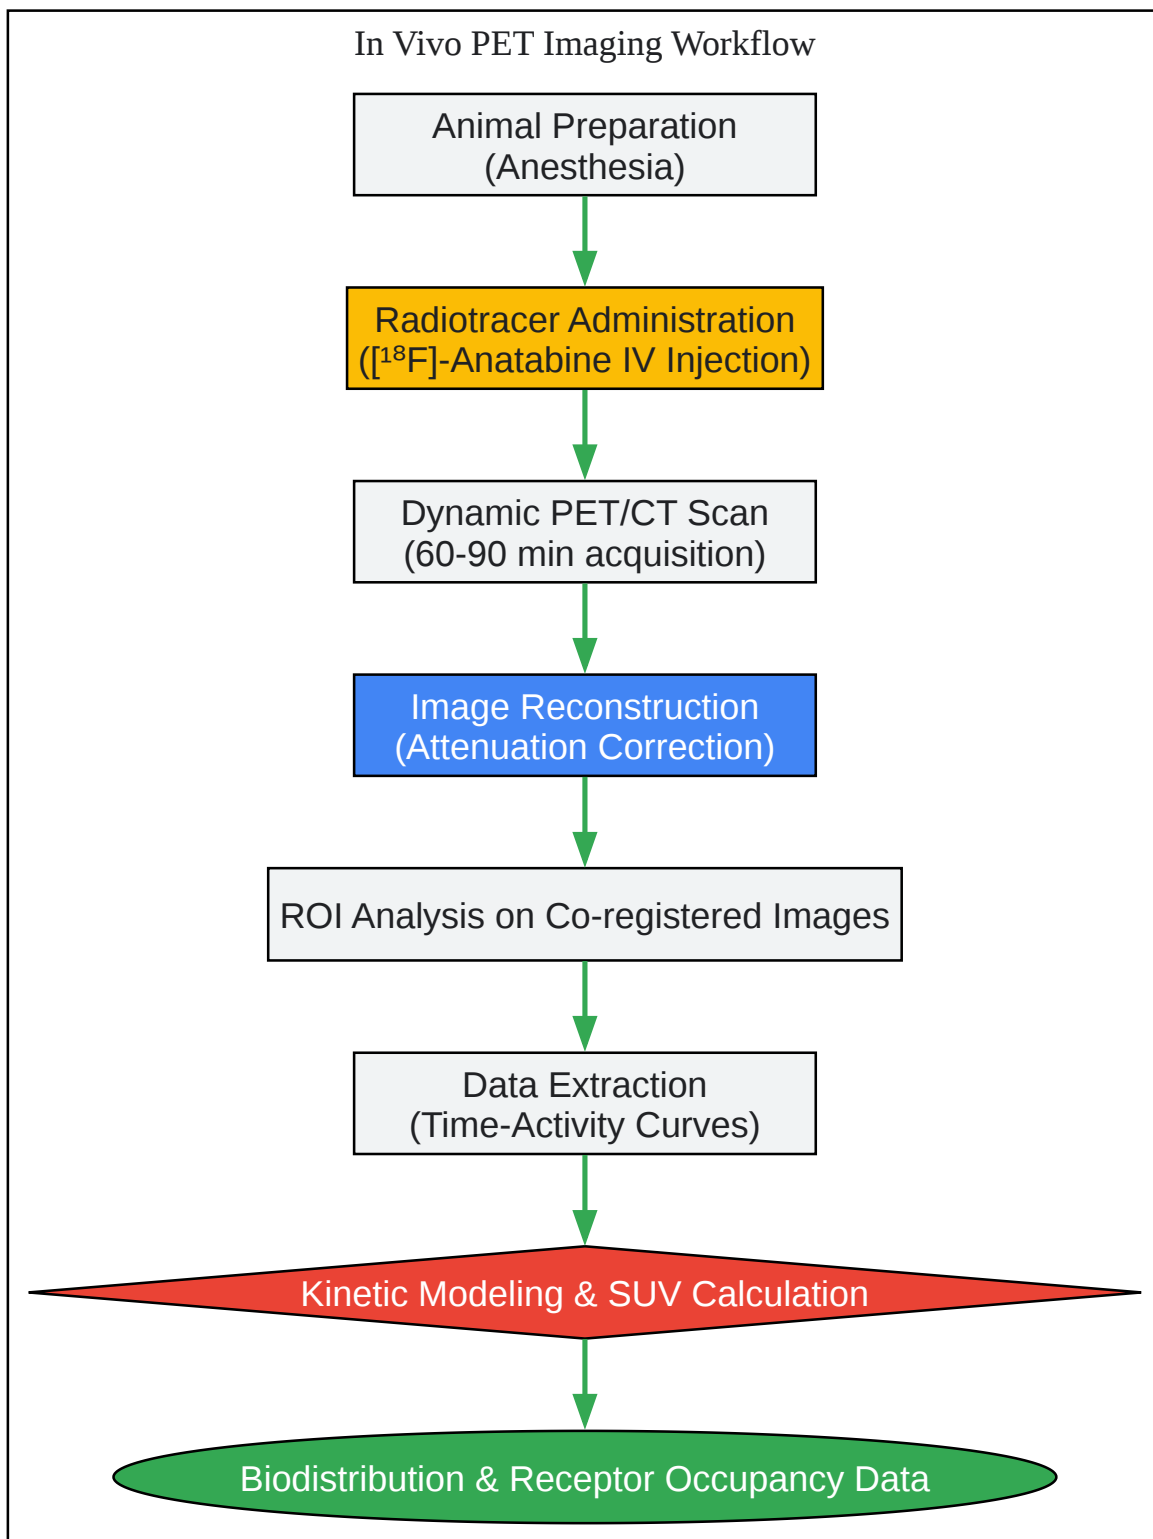 In Vivo PET Imaging Workflow
Animal Preparation
(Anesthesia)
Radiotracer Administration
([¹⁸F]-Anatabine IV Injection)
Dynamic PET/CT Scan
(60-90 min acquisition)
Image Reconstruction
(Attenuation Correction)
ROI Analysis on Co-registered Images
Data Extraction
(Time-Activity Curves)
Kinetic Modeling & SUV Calculation
Biodistribution & Receptor Occupancy Data